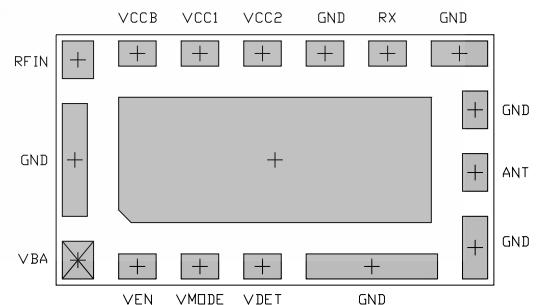 VCCB VCC1 VCC2 GND RX GND
RFIN
GND
GND
ANT
GND
VBA
VEN VMODE VDET GND